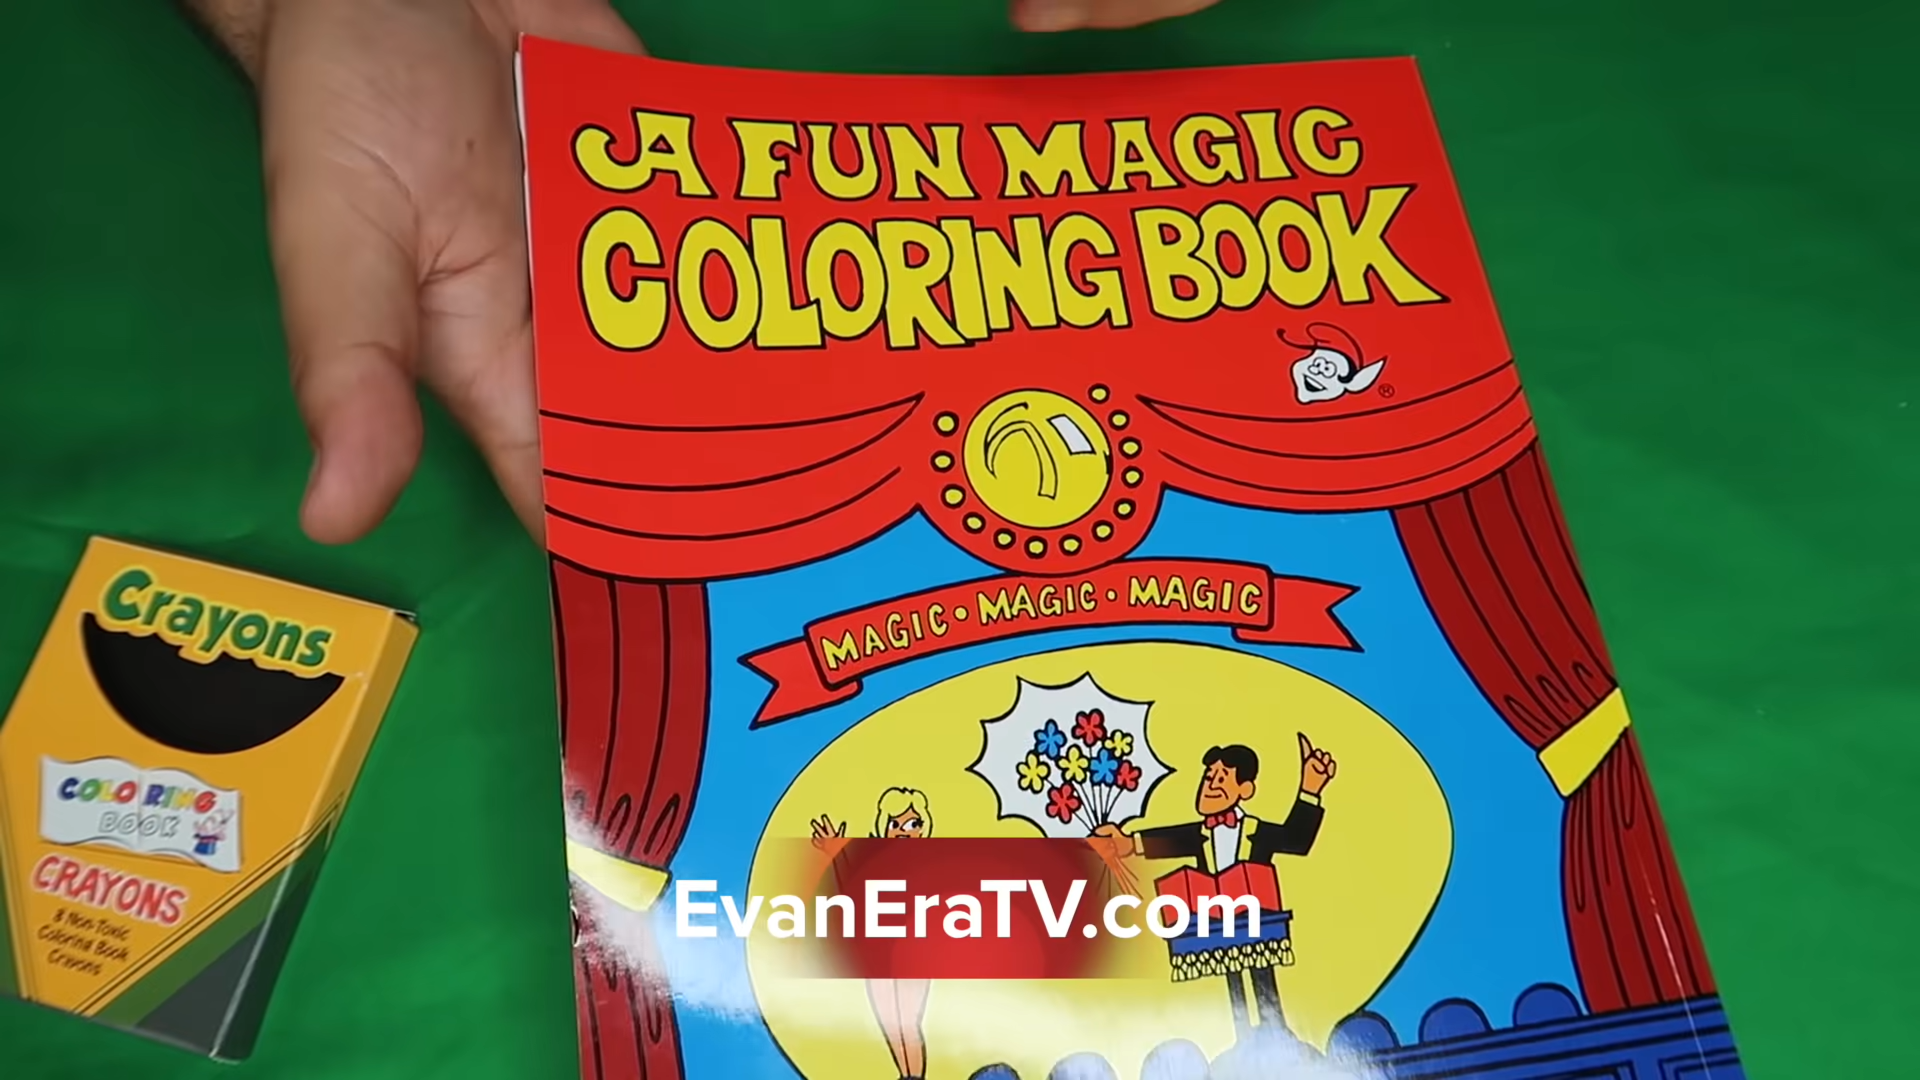 A FUN MAGIC
COLORING BOOK
®
MAGIC • MAGIC • MAGIC
Crayons
COLORING
BOOK
CRAYONS
8 Non-Toxic
Coloring Book
Crayons
EvanEraTV.com